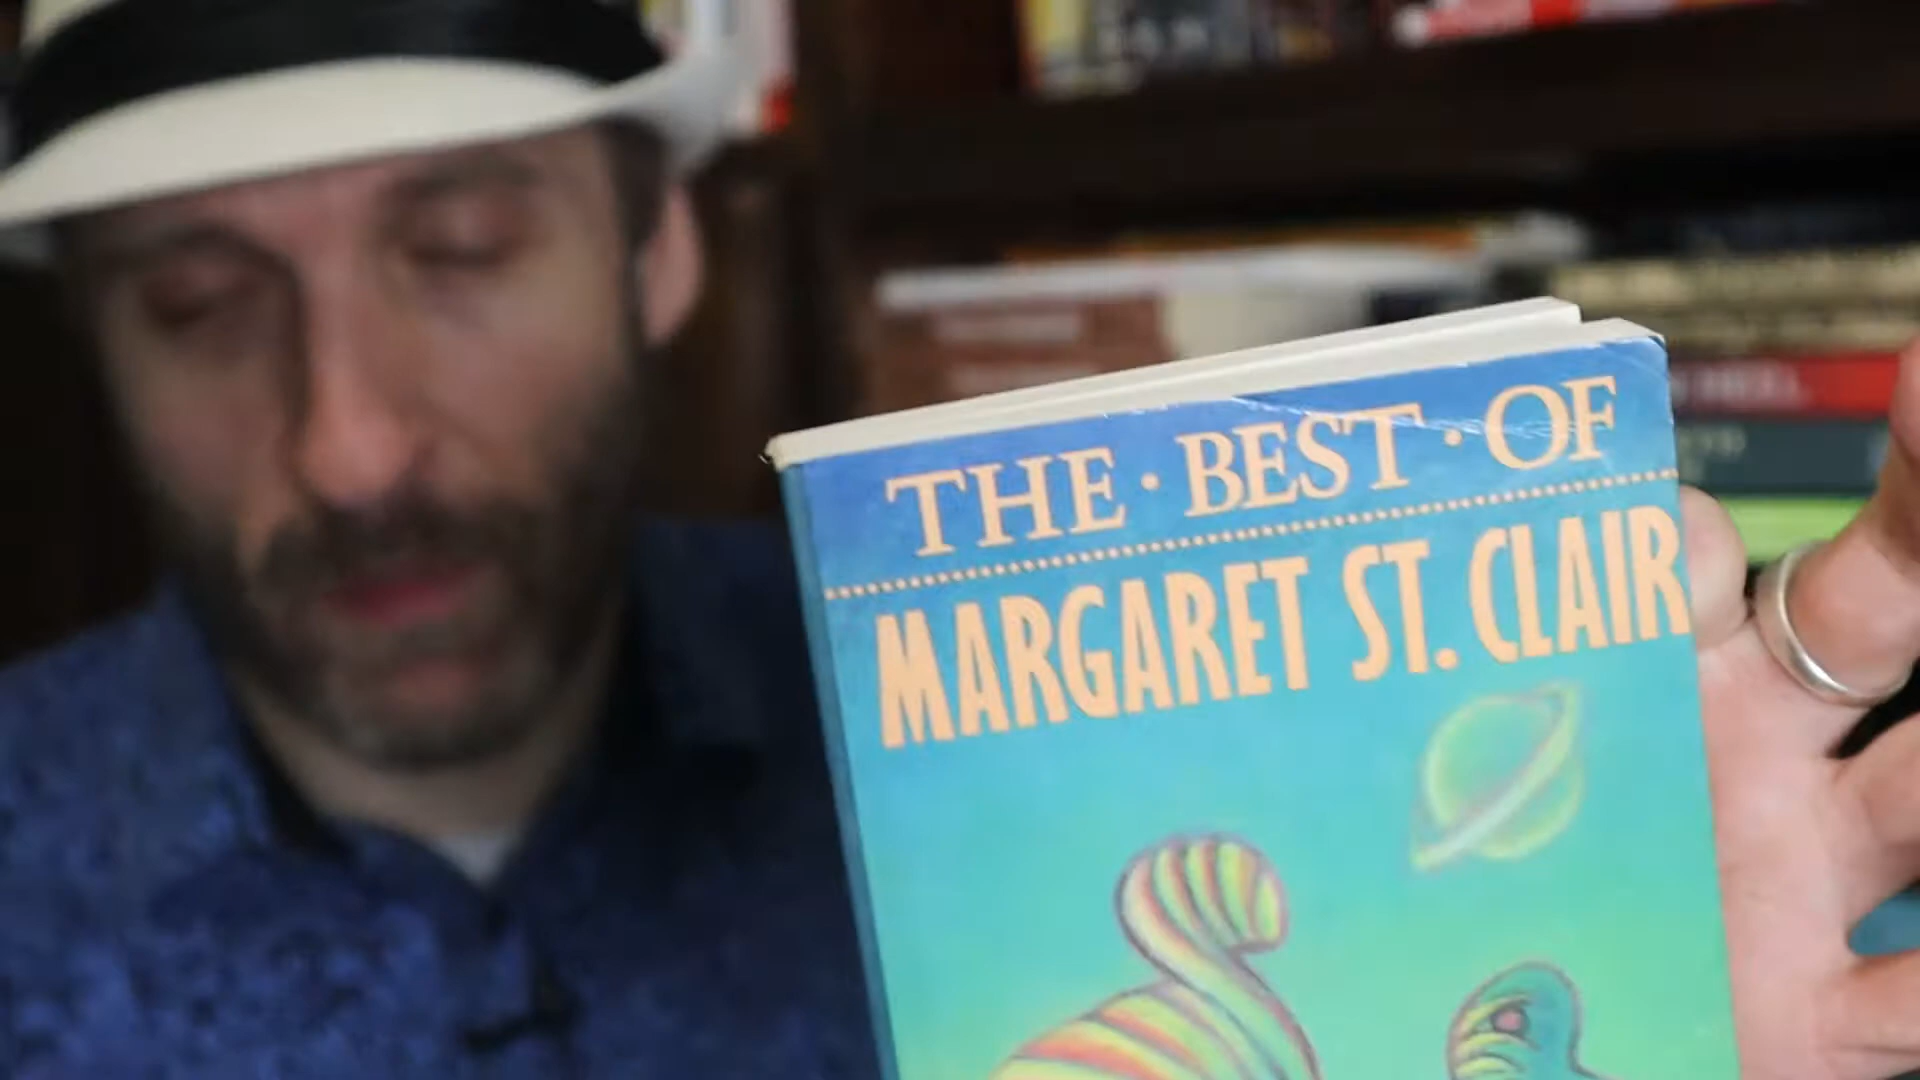 THE · BEST · OF
MARGARET ST. CLAIR